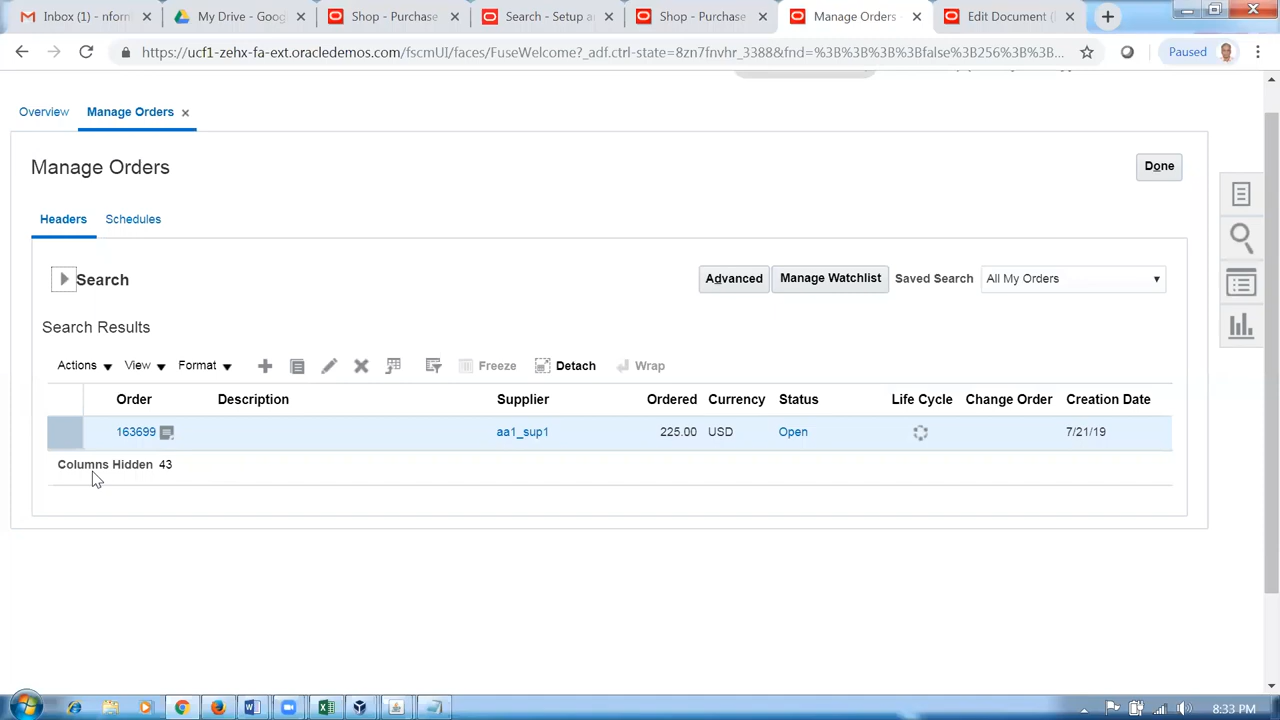 Inbox (1) - nform
My Drive - Goog
Shop - Purchase
Setup a
Shop - Purchase
Manage Orders -
Edit Document (
https://ucf1-zehx-fa-ext.oracledemos.com/fscmUI/faces/FuseWelcome?_adf.ctrl-state=8zn7fnvhr_3388&fnd=%3B%3B%3B%3Bfalse%3B256%3B%3B...
Paused
Overview
Manage Orders
Manage Orders
Done
Headers
Schedules
Search
Advanced
Manage Watchlist
Saved Search
All My Orders
Search Results
Actions
View
Format
Freeze
Detach
Wrap
Order Description Supplier Ordered Currency Status Life Cycle Change Order Creation Date
163699 aa1_sup1 225.00 USD Open 7/21/19
Columns Hidden 43
8:33 PM